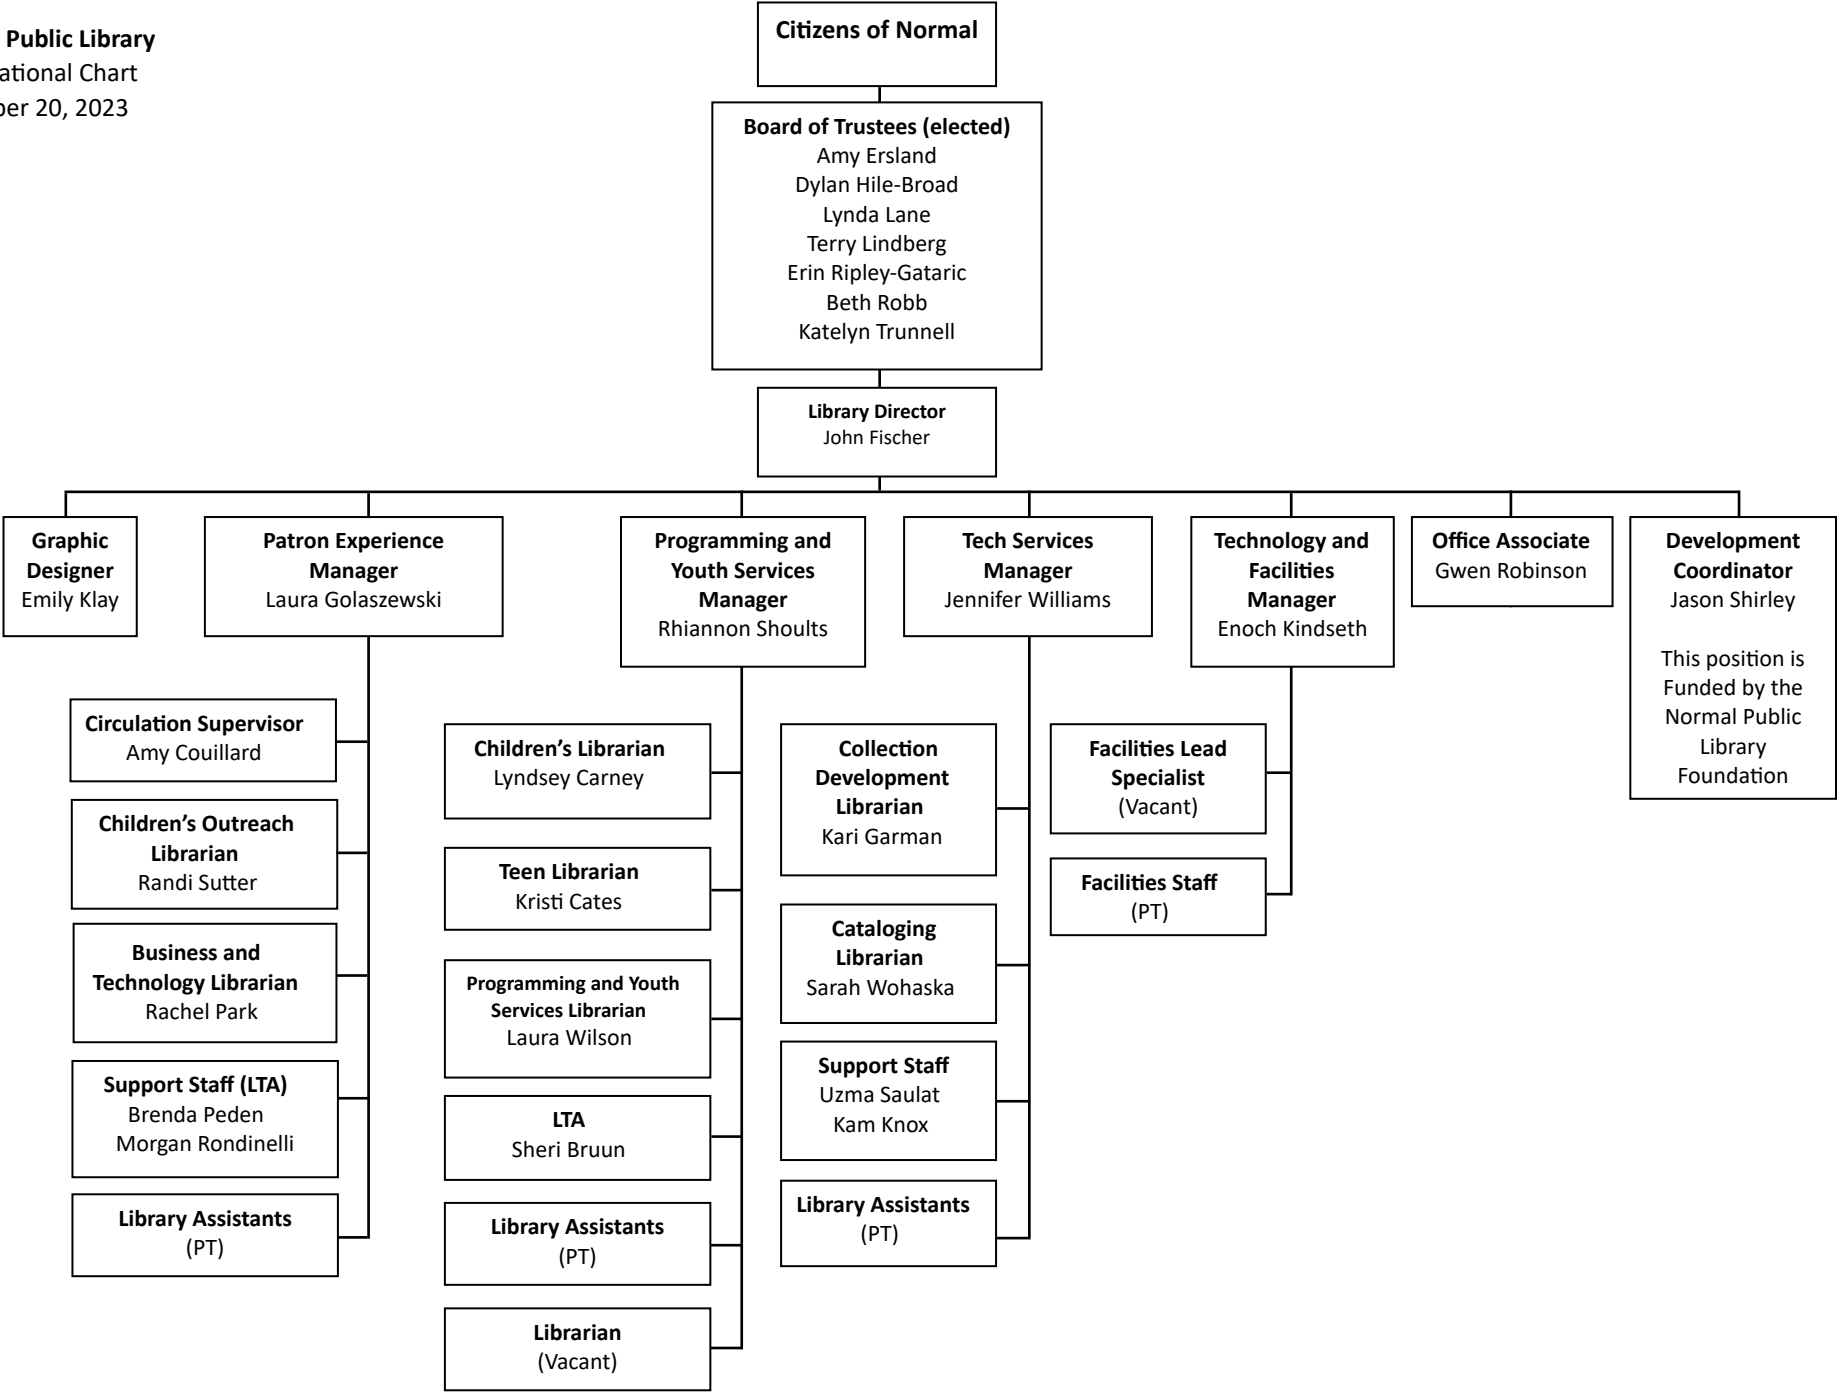 Public Library
ational Chart
ber 20, 2023
Citizens of Normal
Board of Trustees (elected)
Amy Ersland
Dylan Hile-Broad
Lynda Lane
Terry Lindberg
Erin Ripley-Gataric
Beth Robb
Katelyn Trunnell
Library Director
John Fischer
Graphic
Designer
Emily Klay
Patron Experience
Manager
Laura Golaszewski
Programming and
Youth Services
Manager
Rhiannon Shoults
Tech Services
Manager
Jennifer Williams
Technology and
Facilities
Manager
Enoch Kindseth
Office Associate
Gwen Robinson
Development
Coordinator
Jason Shirley
This position is
Funded by the
Normal Public
Library
Foundation
Circulation Supervisor
Amy Couillard
Children's Outreach
Librarian
Randi Sutter
Business and
Technology Librarian
Rachel Park
Support Staff (LTA)
Brenda Peden
Morgan Rondinelli
Library Assistants
(PT)
Children’s Librarian
Lyndsey Carney
Teen Librarian
Kristi Cates
Programming and Youth
Services Librarian
Laura Wilson
LTA
Sheri Bruun
Library Assistants
(PT)
Librarian
(Vacant)
Collection
Development
Librarian
Kari Garman
Cataloging
Librarian
Sarah Wohaska
Support Staff
Uzma Saulat
Kam Knox
Library Assistants
(PT)
Facilities Lead
Specialist
(Vacant)
Facilities Staff
(PT)